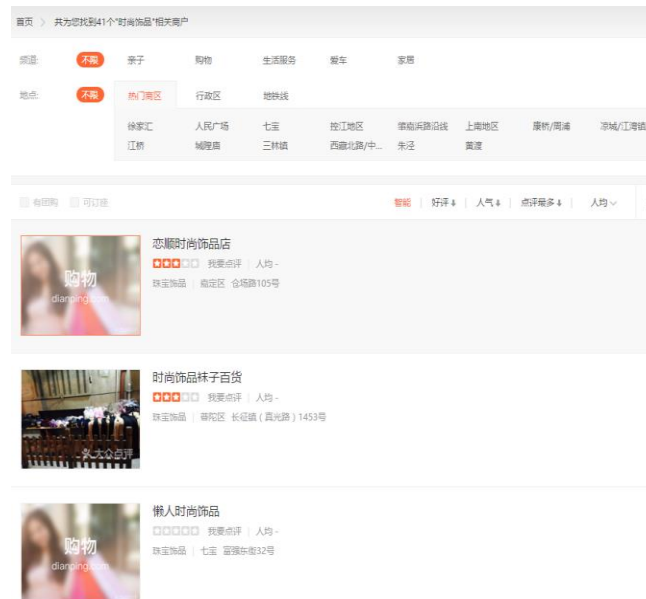 首页 > 共为您找到41个"时尚饰品"相关商户
频道: 不限 亲子 购物 生活服务 爱车 家居
地点: 不限 热门商区 行政区 地铁线
徐家汇 人民广场 七宝 控江地区 肇嘉浜路沿线 上南地区 康桥/周浦 凉城/江湾镇
江桥 城隍庙 三林镇 西藏北路/中... 朱泾 黄渡
有团购 可订座 智能 好评 人气 点评最多 人均
恋顺时尚饰品店
我要点评 人均 -
珠宝饰品 嘉定区 仓场路105号
购物
dianping.com
时尚饰品袜子百货
我要点评 人均 -
珠宝饰品 普陀区 长征镇 ( 真光路 ) 1453号
大众点评
懒人时尚饰品
我要点评 人均 -
珠宝饰品 七宝 富强东街32号
购物
dianping.com